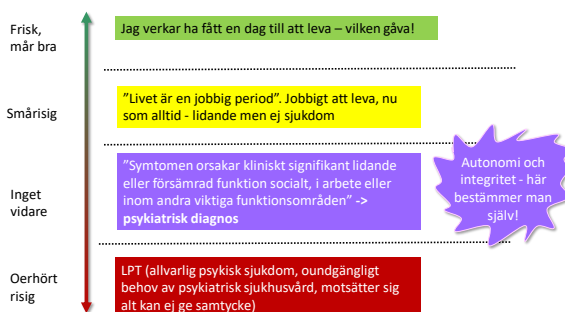 Frisk,
mår bra
Jag verkar ha fått en dag till att leva – vilken gåva!
Smårisig
”Livet är en jobbig period”. Jobbigt att leva, nu
som alltid - lidande men ej sjukdom
Inget
vidare
”Symtomen orsakar kliniskt signifikant lidande
eller försämrad funktion socialt, i arbete eller
inom andra viktiga funktionsområden” ->
psykiatrisk diagnos
Autonomi och
integritet - här
bestämmer man
själv!
Oerhört
risig
LPT (allvarlig psykisk sjukdom, oundgängligt
behov av psykiatrisk sjukhusvård, motsätter sig
alt kan ej ge samtycke)